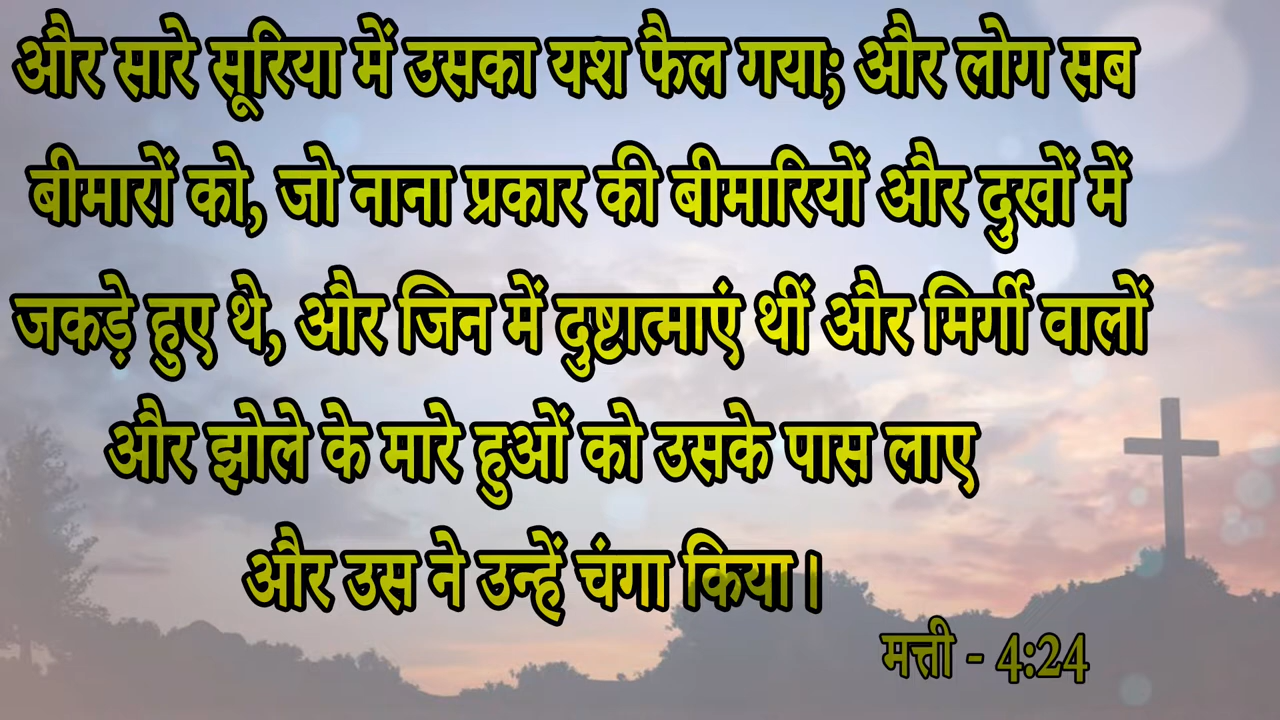 और सारे सूरिया में उसका यश फैल गया; और लोग सब
बीमारों को, जो नाना प्रकार की बीमारियों और दुखों में
जकड़े हुए थे, और जिन में दुष्टात्माएं थीं और मिर्गी वालों
और झोले के मारे हुओं को उसके पास लाए
और उस ने उन्हें चंगा किया।
मत्ती - 4:24